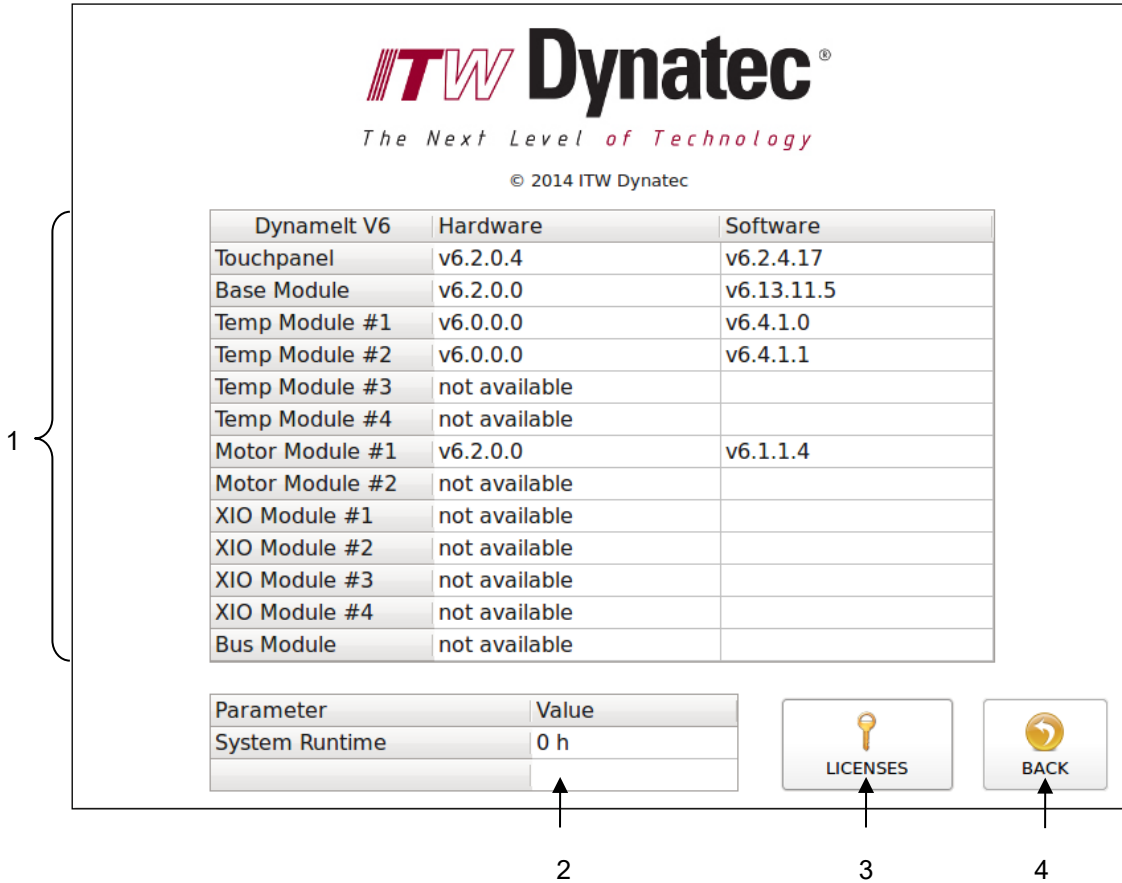 ITW Dynatec®
The Next Level of Technology
© 2014 ITW Dynatec
Dynamelt V6 Hardware Software
Touchpanel v6.2.0.4 v6.2.4.17
Base Module v6.2.0.0 v6.13.11.5
Temp Module #1 v6.0.0.0 v6.4.1.0
Temp Module #2 v6.0.0.0 v6.4.1.1
Temp Module #3 not available
Temp Module #4 not available
1
Motor Module #1 v6.2.0.0 v6.1.1.4
Motor Module #2 not available
XIO Module #1 not available
XIO Module #2 not available
XIO Module #3 not available
XIO Module #4 not available
Bus Module not available
Parameter Value
System Runtime 0 h
LICENSES BACK
2 3 4